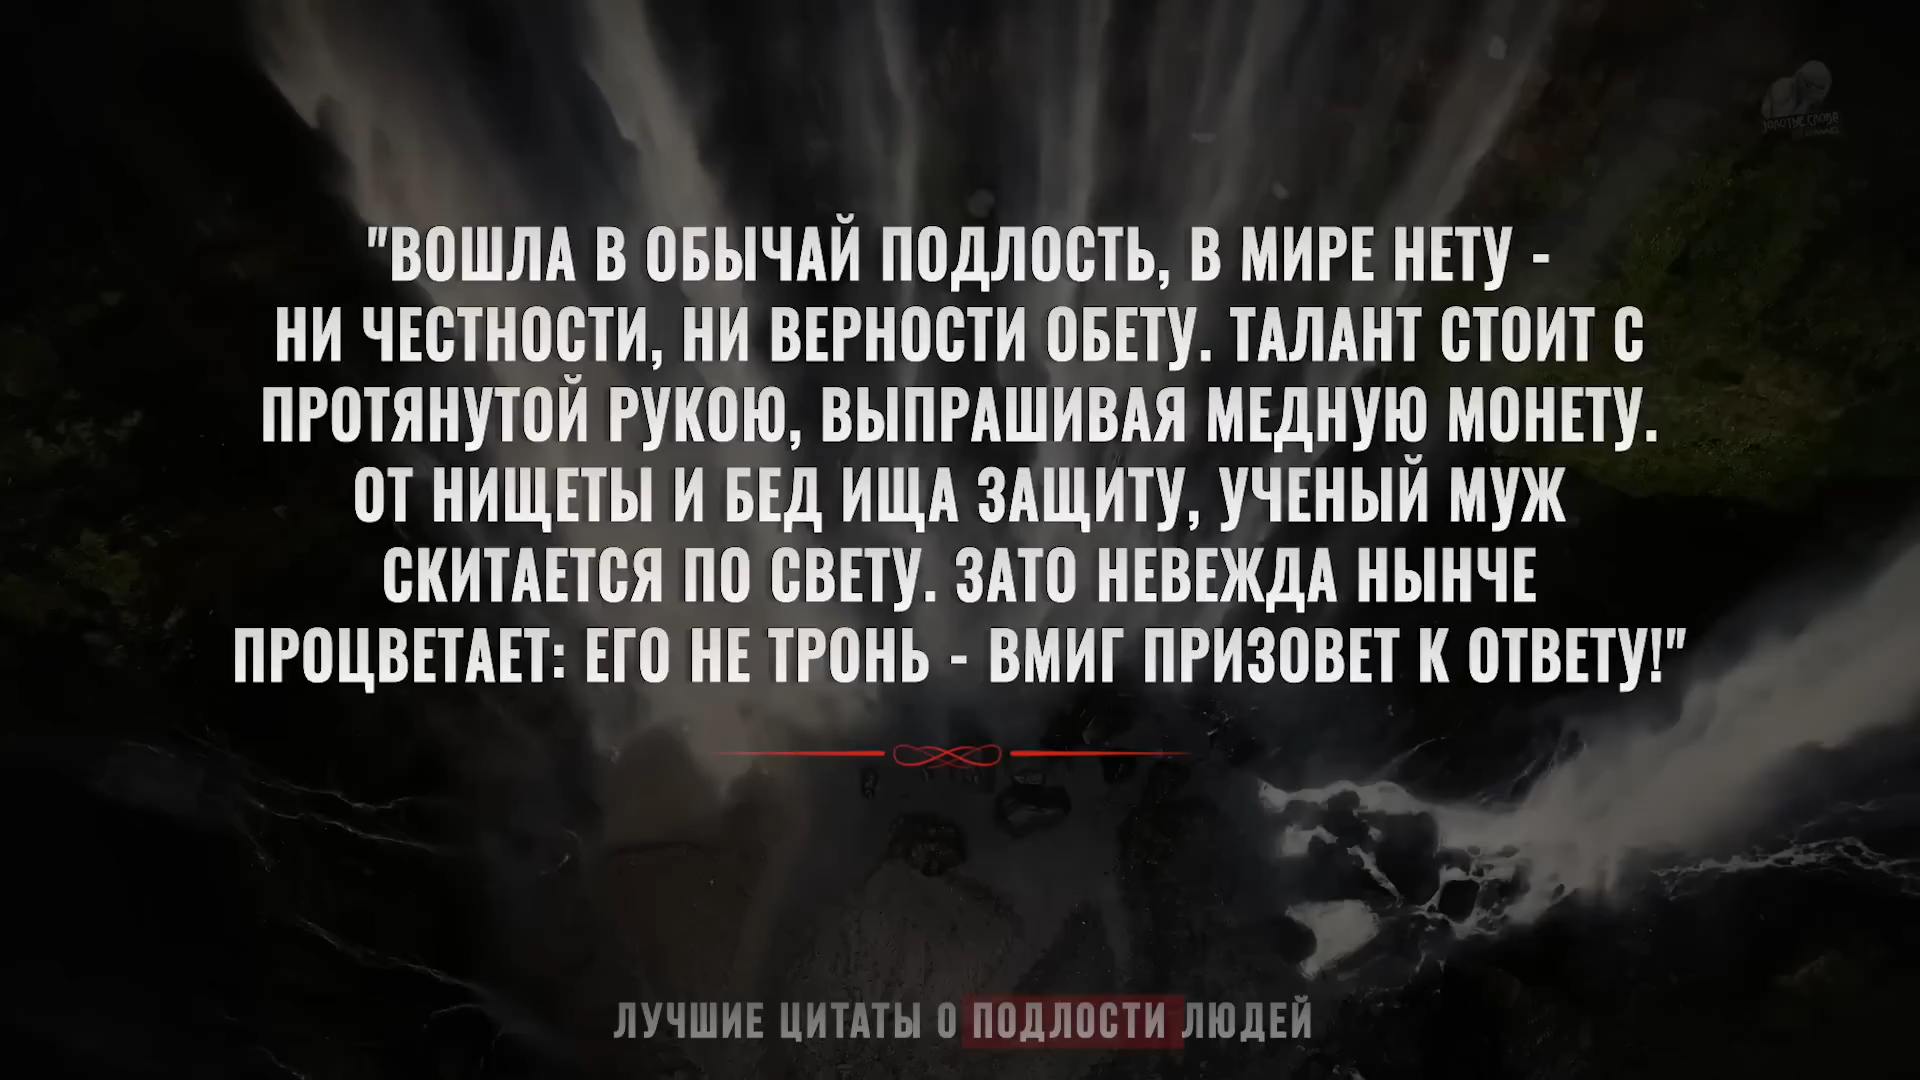 "ВОШЛА В ОБЫЧАЙ ПОДЛОСТЬ, В МИРЕ НЕТУ -
НИ ЧЕСТНОСТИ, НИ ВЕРНОСТИ ОБЕТУ. ТАЛАНТ СТОИТ С
ПРОТЯНУТОЙ РУКОЮ, ВЫПРАШИВАЯ МЕДНУЮ МОНЕТУ.
ОТ НИЩЕТЫ И БЕД ИЩА ЗАЩИТУ, УЧЕНЫЙ МУЖ
СКИТАЕТСЯ ПО СВЕТУ. ЗАТО НЕВЕЖДА НЫНЧЕ
ПРОЦВЕТАЕТ: ЕГО НЕ ТРОНЬ - ВМИГ ПРИЗОВЕТ К ОТВЕТУ!"
ЛУЧШИЕ ЦИТАТЫ О ПОДЛОСТИ ЛЮДЕЙ